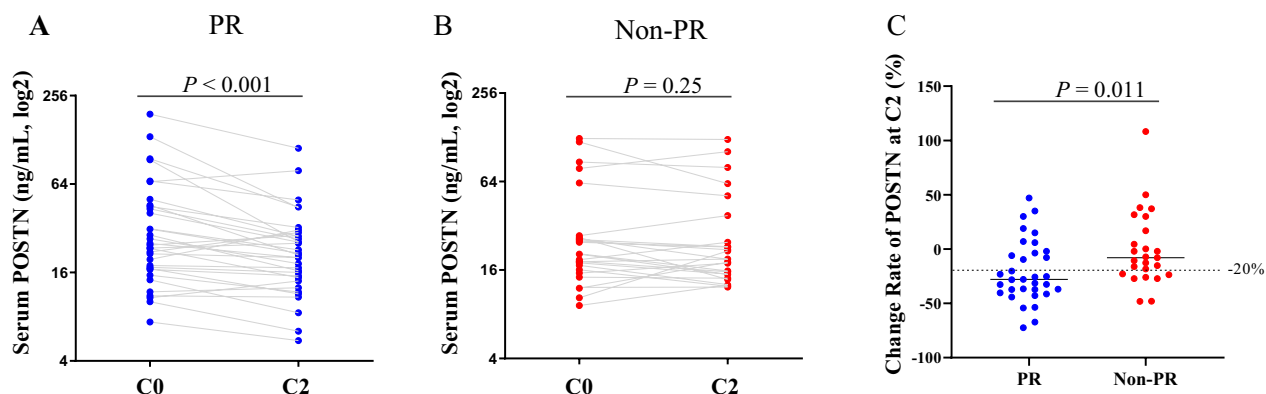 A
PR
P < 0.001
Serum POSTN (ng/mL, log2)
256
64
16
4
C0
C2
B
Non-PR
P = 0.25
Serum POSTN (ng/mL, log2)
256
64
16
4
C0
C2
C
P = 0.011
Change Rate of POSTN at C2 (%)
150
100
50
-0
-50
-100
-20%
PR
Non-PR